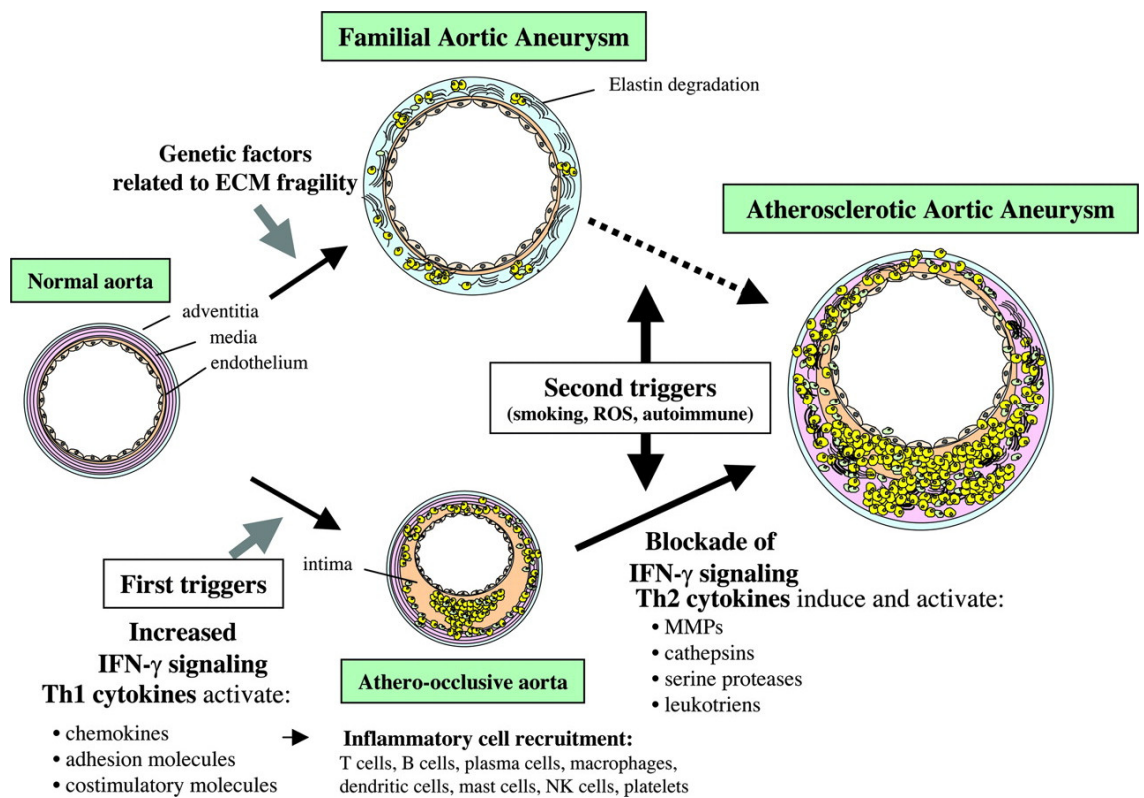 Familial Aortic Aneurysm
Elastin degradation
Genetic factors
related to ECM fragility
Atherosclerotic Aortic Aneurysm
Normal aorta
adventitia
media
endothelium
Second triggers
(smoking, ROS, autoimmune)
intima
First triggers
Increased
IFN-γ signaling
Th1 cytokines activate:
• chemokines
• adhesion molecules
• costimulatory molecules
Athero-occlusive aorta
Inflammatory cell recruitment:
T cells, B cells, plasma cells, macrophages,
dendritic cells, mast cells, NK cells, platelets
Blockade of
IFN-γ signaling
Th2 cytokines induce and activate:
• MMPs
• cathepsins
• serine proteases
• leukotriens